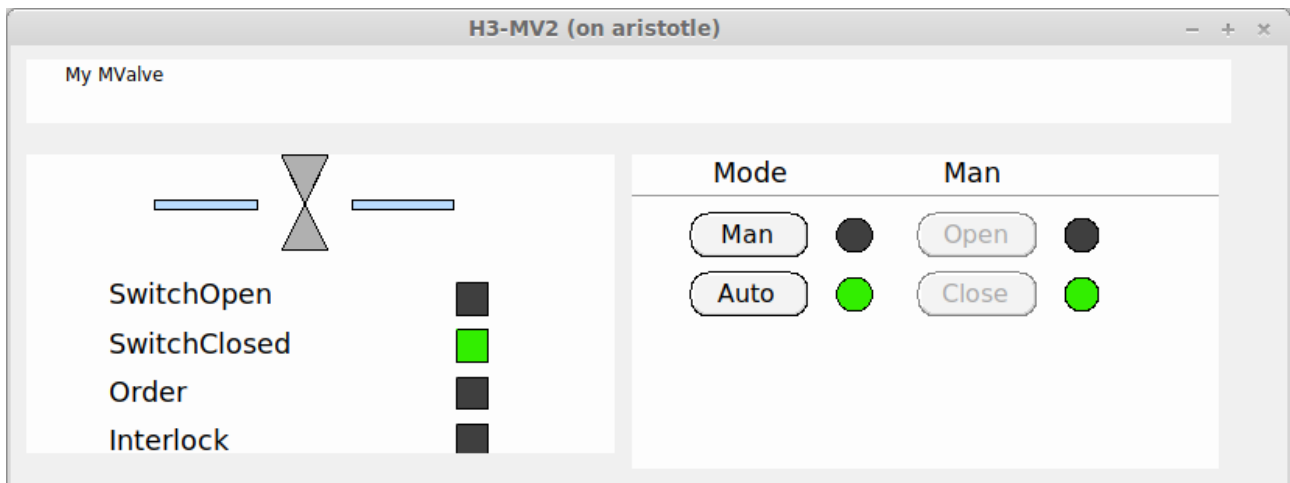 H3-MV2 (on aristotle)
My MValve
SwitchOpen
SwitchClosed
Order
Interlock
Mode Man
Man Open
Auto Close